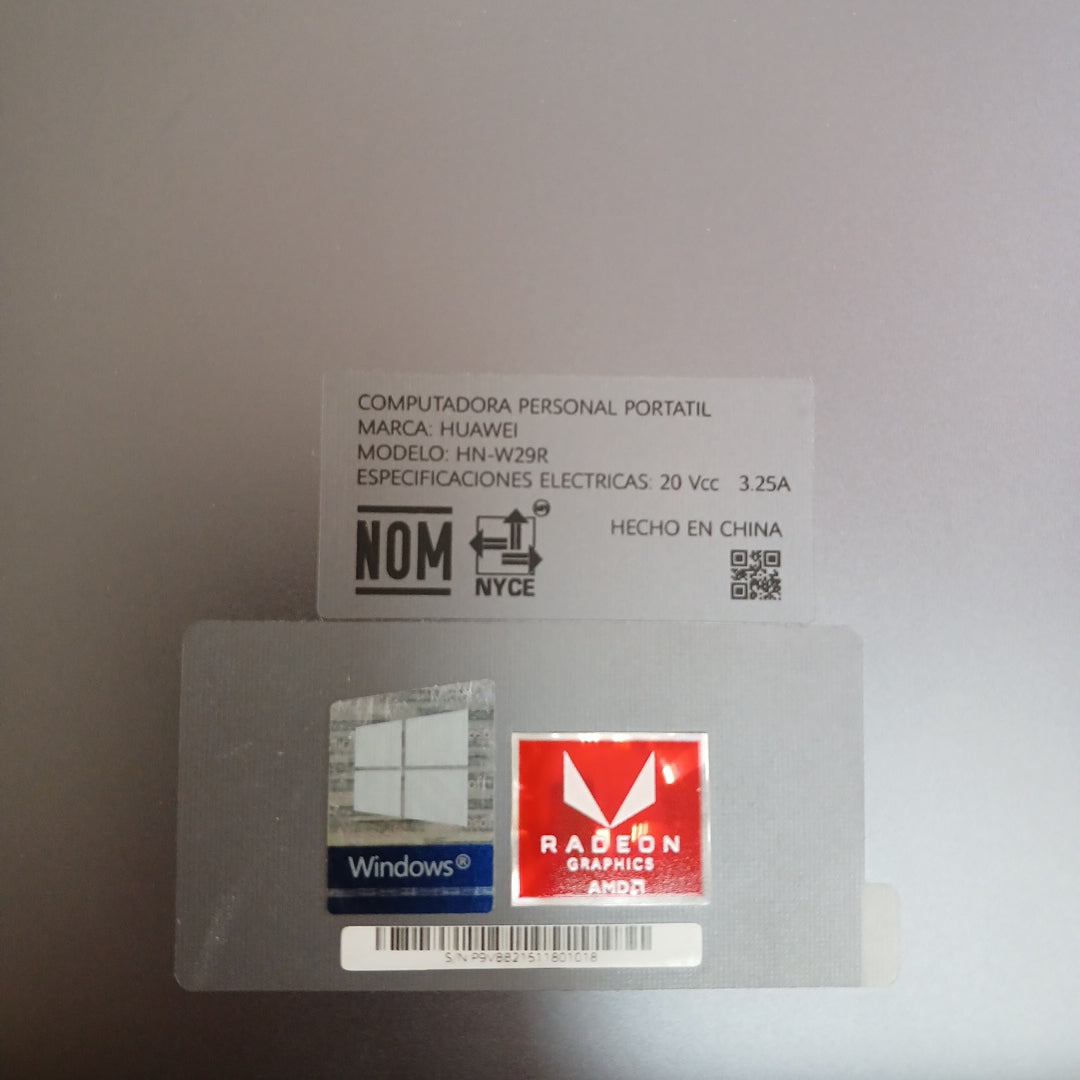 COMPUTADORA PERSONAL PORTATIL
MARCA: HUAWEI
MODELO: HN-W29R
ESPECIFICACIONES ELECTRICAS: 20 Vcc 3.25A
NOM
NYCE
HECHO EN CHINA
Windows®
RADEON
GRAPHICS
AMD
S/N P9VBB21511801018